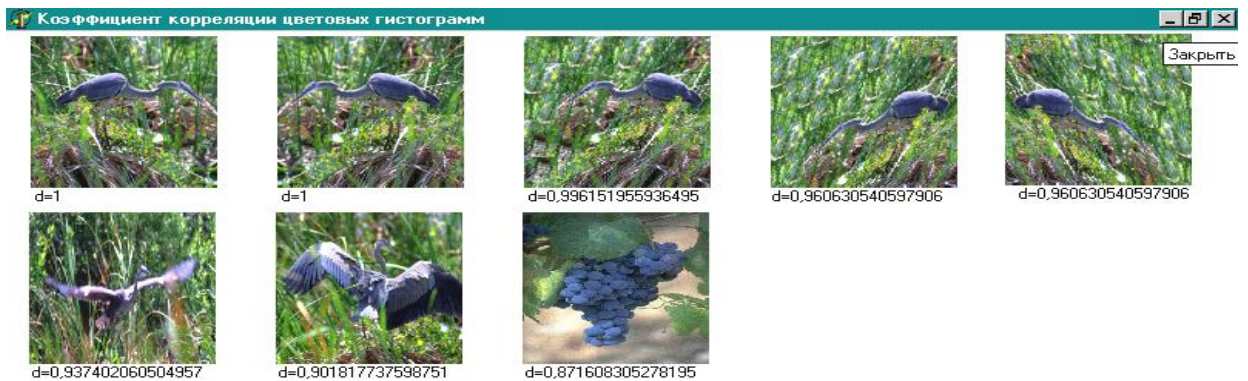 Коэффициент корреляции цветовых гистограмм
Закрыть
d=1
d=1
d=0,996151955936495
d=0,960630540597906
d=0,960630540597906
d=0,937402060504957
d=0,901817737598751
d=0,871608305278195